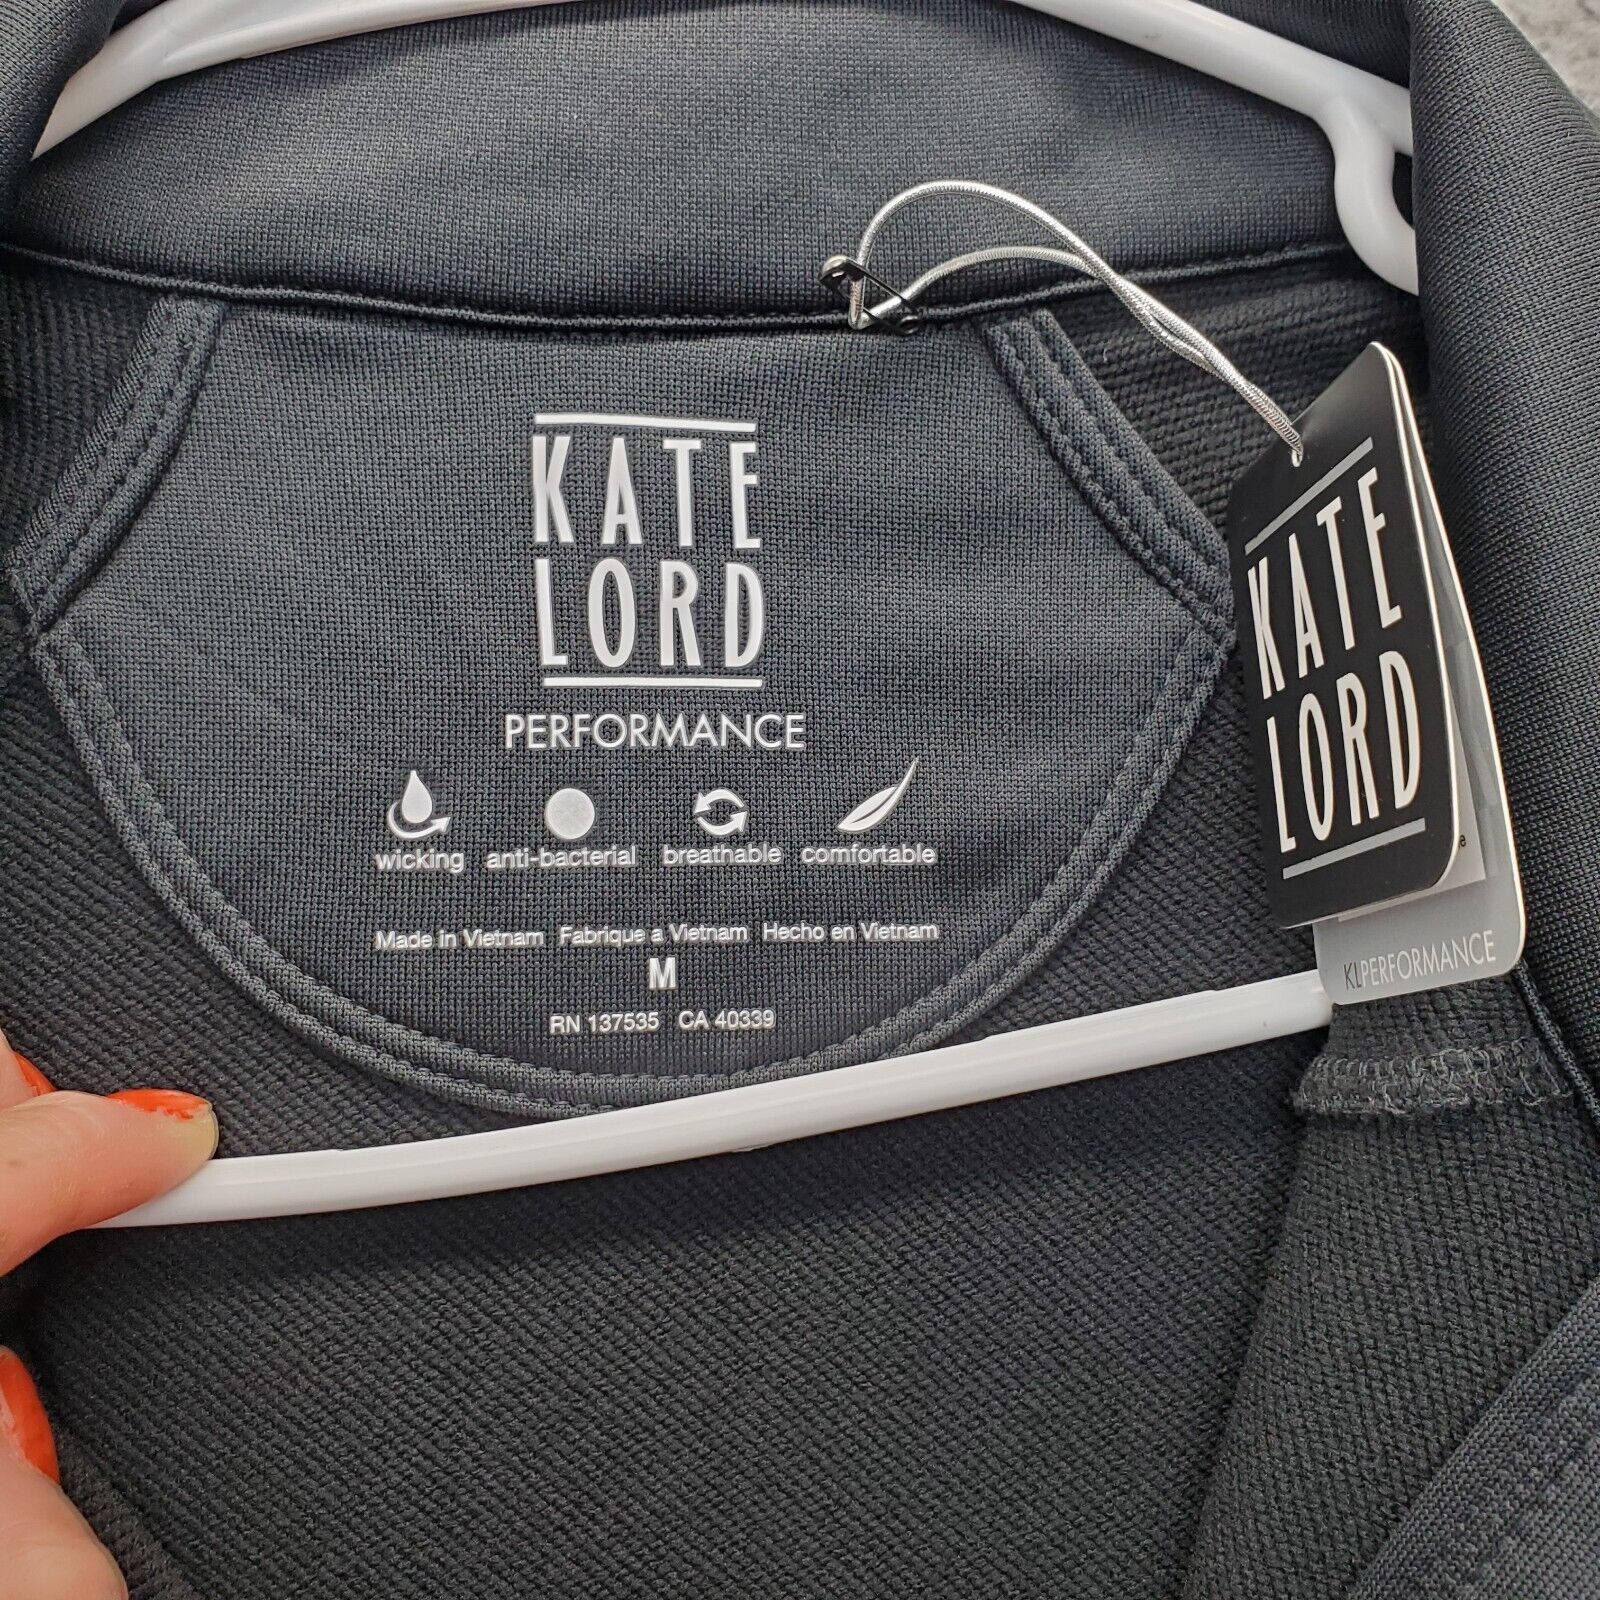 KATE
LORD
PERFORMANCE
wicking anti-bacterial breathable comfortable
Made in Vietnam Fabrique a Vietnam Hecho en Vietnam
M
RN 137535 CA 40339
KATE
LORD
KLPERFORMANCE